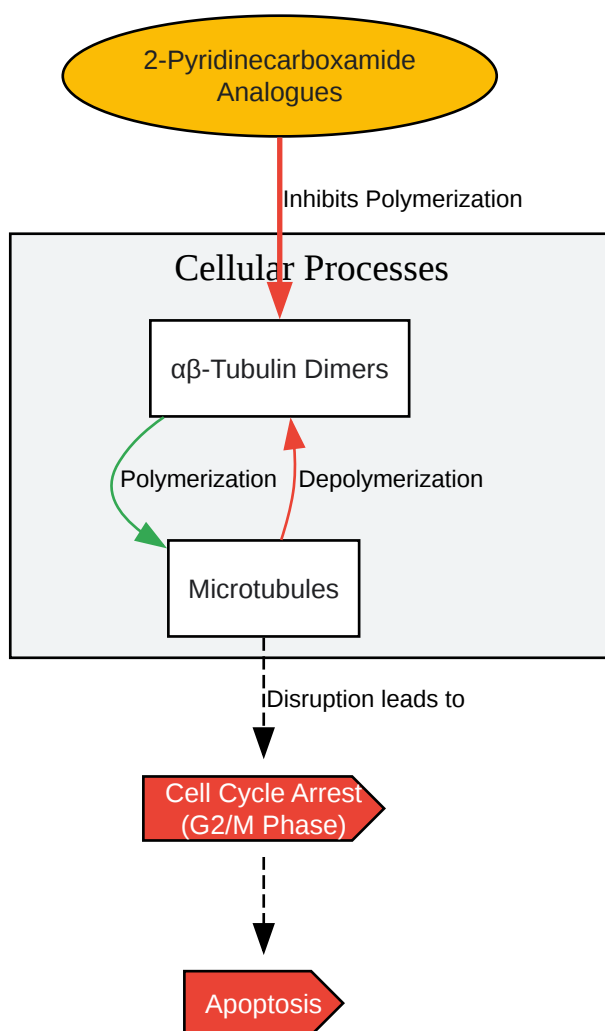 2-Pyridinecarboxamide
Analogues
Inhibits Polymerization
Cellular Processes
αβ-Tubulin Dimers
Polymerization
Depolymerization
Microtubules
Disruption leads to
Cell Cycle Arrest
(G2/M Phase)
Apoptosis